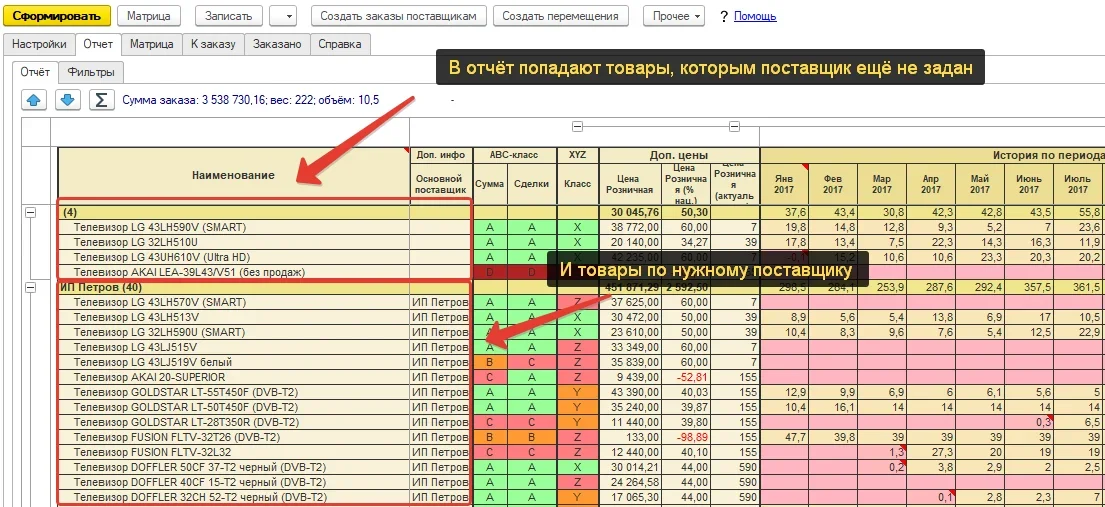 Сформировать Матрица Записать Создать заказы поставщикам Создать перемещения Прочее ? Помощь
Настройки Отчет Матрица К заказу Заказано Справка
В отчёт попадают товары, которым поставщик ещё не задан
Отчёт Фильтры
Σ Сумма заказа: 3 538 730,16; вес: 222; объём: 10,5 -
Наименование Доп. инфо ABC-класс XYZ Доп. цены История по периода
Основной поставщик Сумма Сделки Класс Цена Розничная Цена Рознична я (% нац.) Цена Рознична я (актуаль Янв 2017 Фев 2017 Мар 2017 Апр 2017 Май 2017 Июнь 2017 Июль 2017
(4) 30 045,76 50,30 37,6 43,4 30,8 42,3 42,8 43,5 55,8
Телевизор LG 43LH590V (SMART) A A X 38 772,00 60,00 7 19,8 14,8 12,8 9,3 5,2 7 23,6
Телевизор LG 32LH510U A A X 20 140,00 34,27 39 17,8 13,4 7,5 22,3 14,3 16,3 11,9
Телевизор LG 43UH610V (Ultra HD) A A X 42 235,00 60,00 7 -0,1 15,2 10,6 10,6 23,3 20,3 20,2
Телевизор AKAI LEA-39L43/V51 (без продаж) D D
И товары по нужному поставщику
ИП Петров (40) 451 871,29 2 592,50 296,5 284,1 253,9 287,6 292,4 357,5 361,5
Телевизор LG 43LH570V (SMART) ИП Петров A A Z 37 625,00 60,00 7
Телевизор LG 43LH513V ИП Петров A A X 30 472,00 50,00 39 8,9 5,6 5,4 13,8 6,9 17 10,5
Телевизор LG 32LH590U (SMART) ИП Петров A A X 23 610,00 50,00 39 10,4 8,3 9,6 7,6 5,4 12,5 22,9
Телевизор LG 43LJ515V ИП Петров A A Z 33 349,00 60,00 7
Телевизор LG 43LJ519V белый ИП Петров B C Z 35 839,00 60,00 7
Телевизор AKAI 20-SUPERIOR ИП Петров C A Z 9 439,00 -52,81 155
Телевизор GOLDSTAR LT-55T450F (DVB-T2) ИП Петров A A Y 43 390,00 40,03 155 12,9 9,9 6,9 6 6,1 5,6 5
Телевизор GOLDSTAR LT-50T450F (DVB-T2) ИП Петров A A Y 35 240,00 39,87 155 10,4 16,1 14 14 14 14 14
Телевизор GOLDSTAR LT-28T350R (DVB-T2) ИП Петров C C Y 11 440,00 39,80 155 0,3 6,5
Телевизор FUSION FLTV-32T26 (DVB-T2) ИП Петров B B Z 133,00 -98,89 155 47,7 39,8 39 39 39 39 39
Телевизор FUSION FLTV-32L32 ИП Петров C C Z 12 440,00 40,10 155 1,3 27,3 20 19 19
Телевизор DOFFLER 50CF 37-T2 черный (DVB-T2) ИП Петров A A X 30 014,21 44,00 590 0,2 3,8 2,9 2 2,5
Телевизор DOFFLER 40CF 15-T2 черный (DVB-T2) ИП Петров A A Z 24 264,58 44,00 590
Телевизор DOFFLER 32CH 52-T2 черный (DVB-T2) ИП Петров A A Y 17 065,30 44,00 590 0,1 2,8 2,3 7